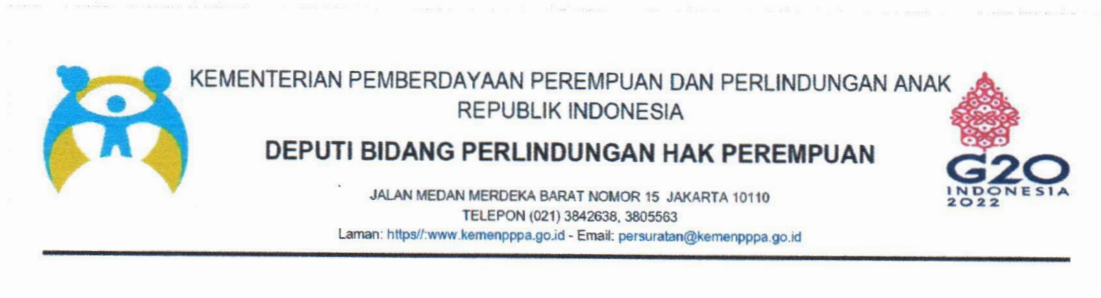 KEMENTERIAN PEMBERDAYAAN PEREMPUAN DAN PERLINDUNGAN ANAK
REPUBLIK INDONESIA
DEPUTI BIDANG PERLINDUNGAN HAK PEREMPUAN
JALAN MEDAN MERDEKA BARAT NOMOR 15 JAKARTA 10110
TELEPON (021) 3842638, 3805563
Laman: https//:www.kemenpppa.go.id - Email: persuratan@kemenpppa.go.id
G20
INDONESIA
2022